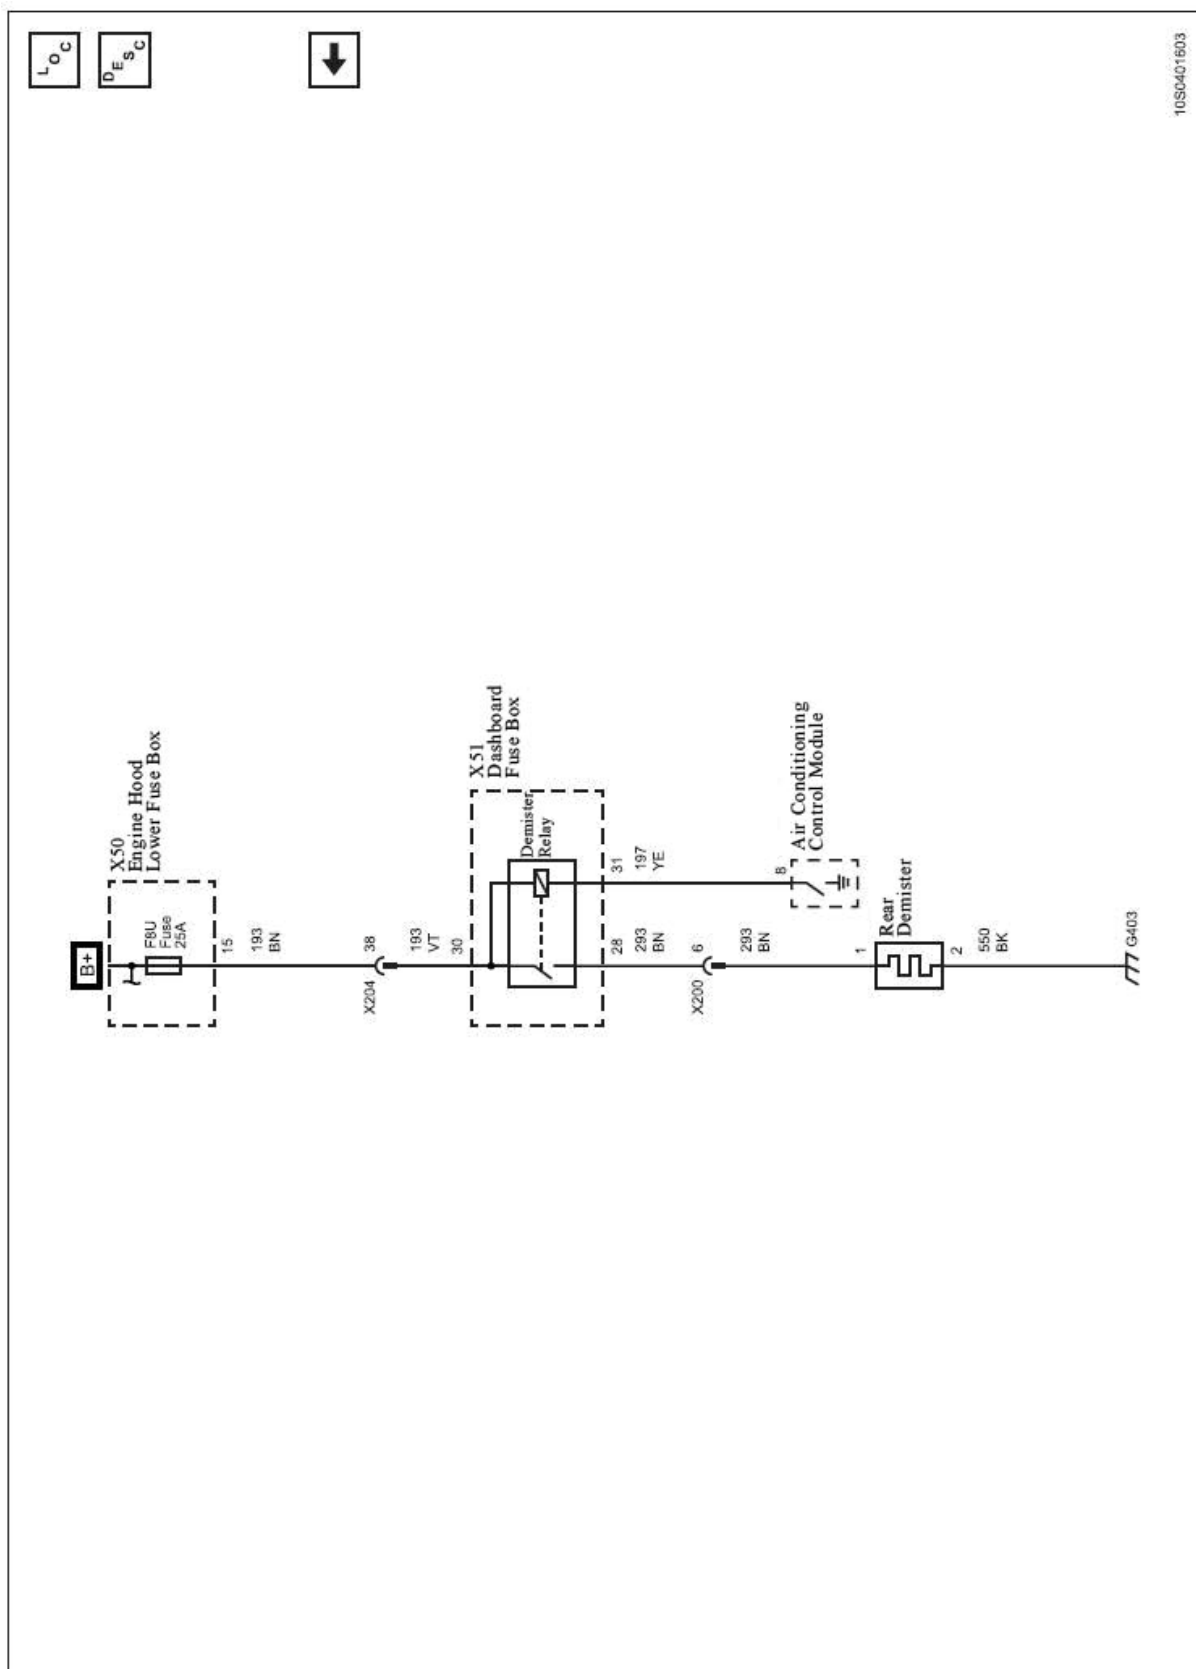 LOC
DESC
B+
X50
Engine Hood
Lower Fuse Box
F8U
Fuse
25A
15
193
BN
38
X204
193
VT
30
X51
Dashboard
Fuse Box
Demister
Relay
28
293
BN
31
197
YE
6
X200
293
BN
8
Air Conditioning
Control Module
1
Rear
Demister
2
550
BK
G403
10S0401603